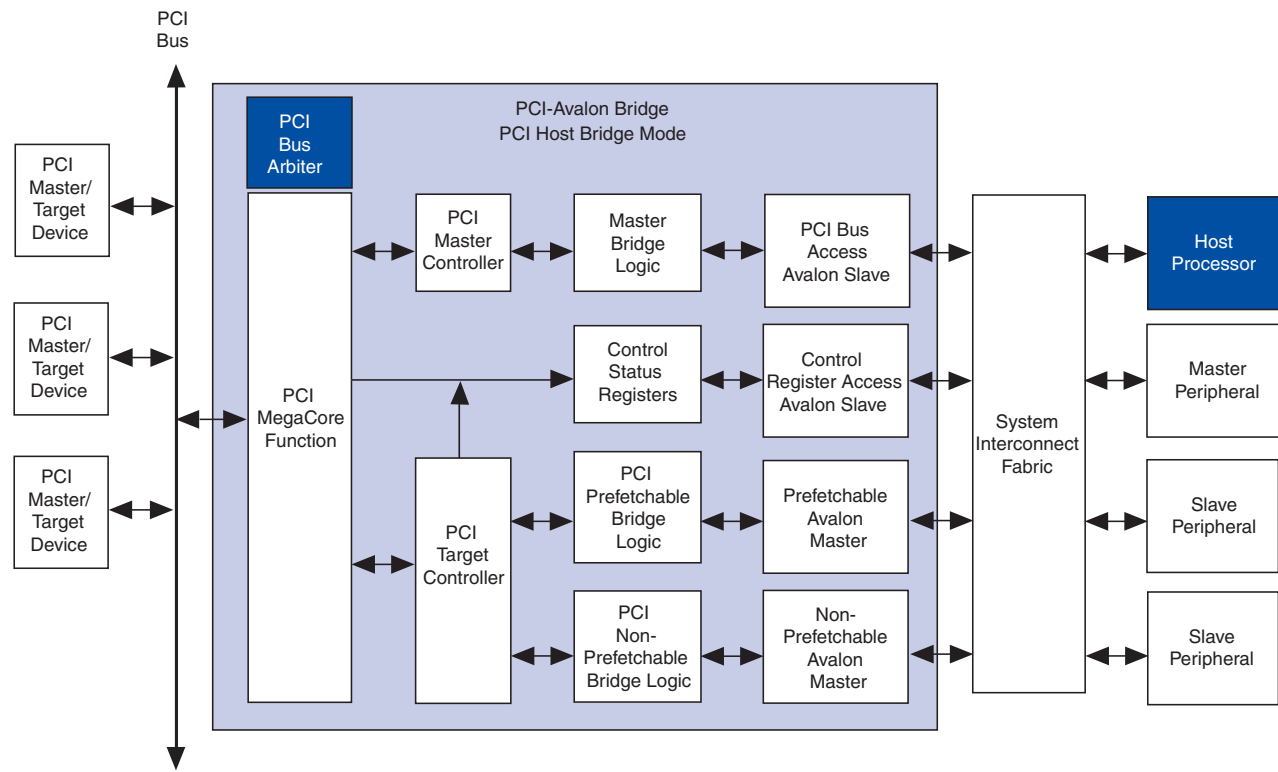 PCI
Bus
PCI-Avalon Bridge
PCI Host Bridge Mode
PCI
Bus
Arbiter
PCI
Master/
Target
Device
PCI
Master/
Target
Device
PCI
Master/
Target
Device
PCI
MegaCore
Function
PCI
Master
Controller
Master
Bridge
Logic
PCI Bus
Access
Avalon Slave
Control
Status
Registers
Control
Register Access
Avalon Slave
PCI
Target
Controller
PCI
Prefetchable
Bridge
Logic
Prefetchable
Avalon
Master
PCI
Non-
Prefetchable
Bridge Logic
Non-
Prefetchable
Avalon
Master
System
Interconnect
Fabric
Host
Processor
Master
Peripheral
Slave
Peripheral
Slave
Peripheral